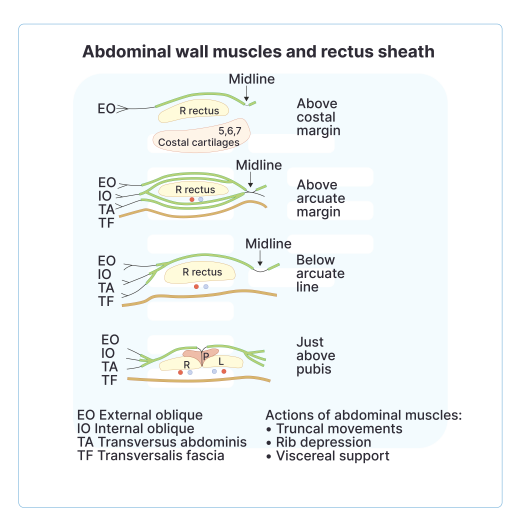 Abdominal wall muscles and rectus sheath
Midline
EO
R rectus
Above
costal
margin
5,6,7
Costal cartilages
Midline
EO
IO
TA
TF
R rectus
Above
arcuate
margin
Midline
EO
IO
TA
TF
R rectus
Below
arcuate
line
EO
IO
TA
TF
P
R
L
Just
above
pubis
EO External oblique
IO Internal oblique
TA Transversus abdominis
TF Transversalis fascia
Actions of abdominal muscles:
• Truncal movements
• Rib depression
• Viscereal support